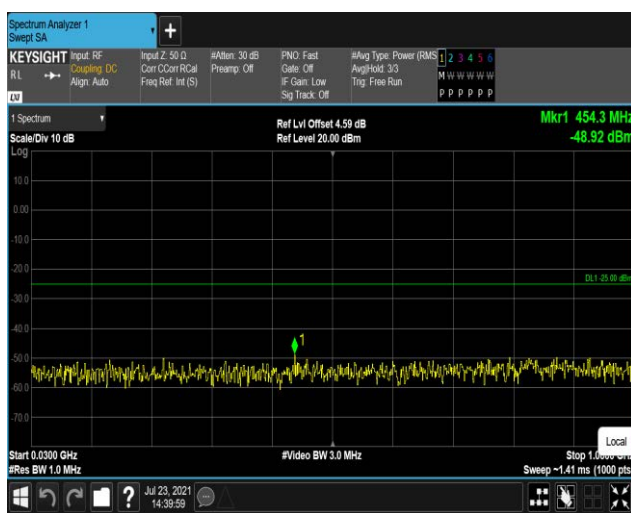 Spectrum Analyzer 1
Swept SA
+
KEYSIGHT Input: RF Input Z: 50 Ω #Atten: 30 dB PNO: Fast #Avg Type: Power (RMS 1 2 3 4 5 6
RL Coupling: DC Corr CCorr RCal Preamp: Off Gate: Off Avg|Hold: 3/3 M W W W W W
Align: Auto Freq Ref: Int (S) IF Gain: Low Trig: Free Run
Sig Track: Off P P P P P P
LXI
1 Spectrum Ref Lvl Offset 4.59 dB Mkr1 454.3 MHz
Scale/Div 10 dB Ref Level 20.00 dBm -48.92 dBm
Log
10.0
0.00
-10.0
-20.0
DL1 -25.00 dBm
-30.0
-40.0
1
-50.0
-60.0
-70.0
Local
Start 0.0300 GHz #Video BW 3.0 MHz Stop
#Res BW 1.0 MHz Sweep ~1.41 ms (1000 pts
? Jul 23, 2021
14:39:59